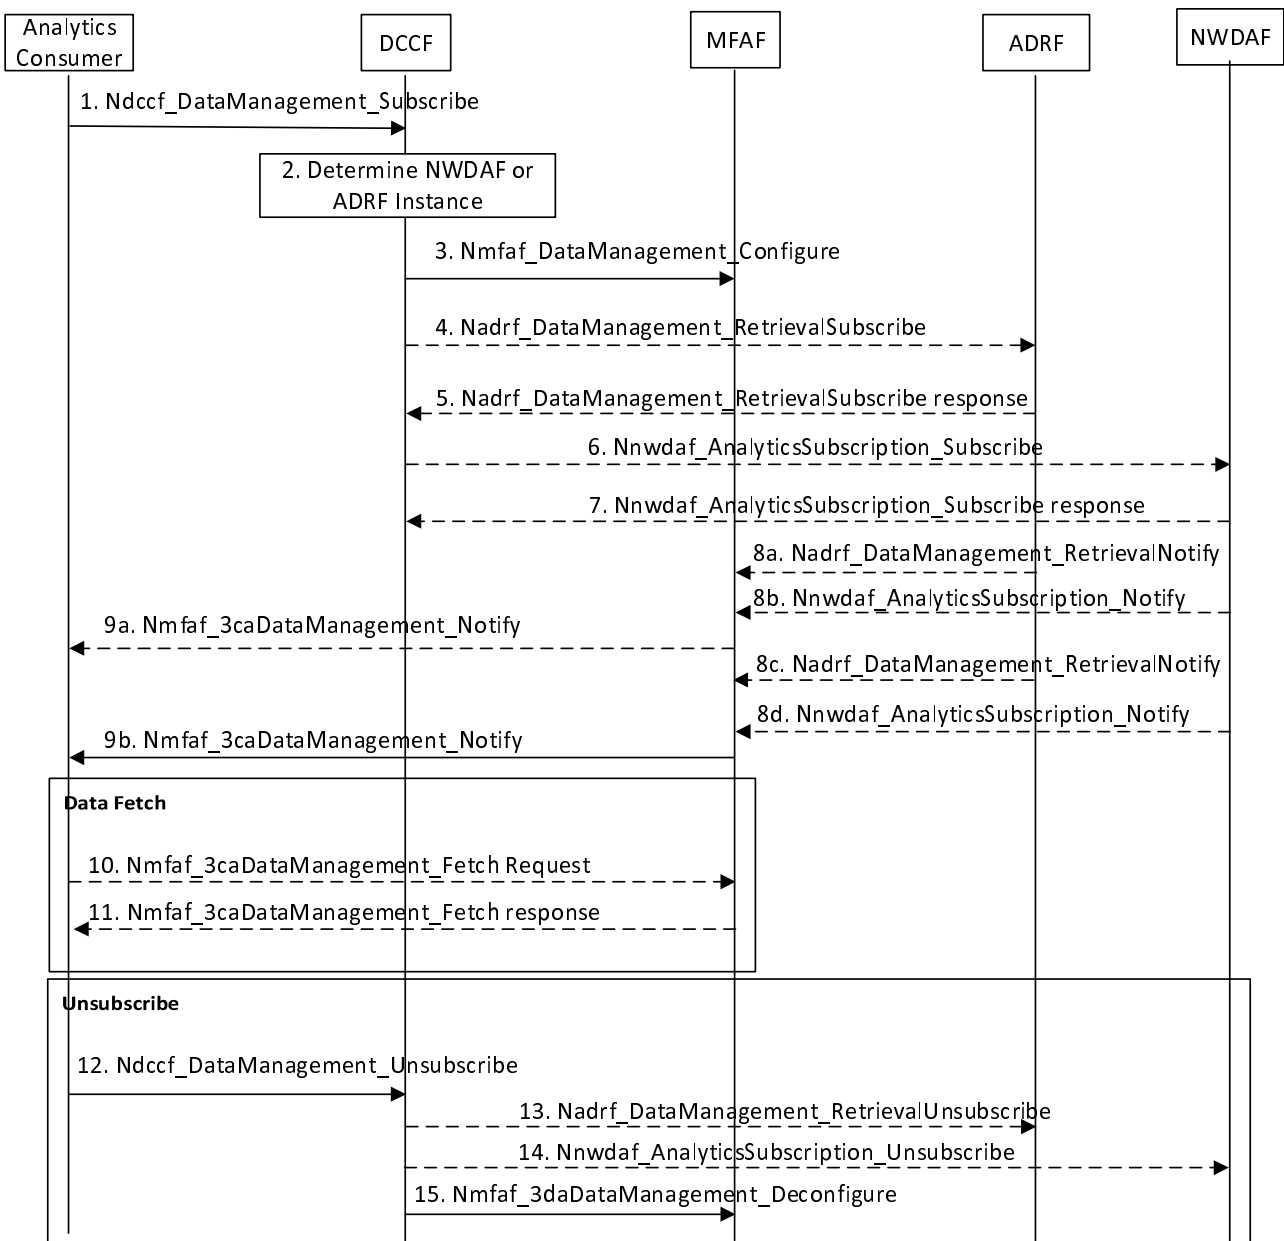 Analytics
Consumer
DCCF
MFAF
ADRF
NWDAF
1. Ndccf_DataManagement_Subscribe
2. Determine NWDAF or
ADRF Instance
3. Nmfaf_DataManagement_Configure
4. Nadrf_DataManagement_RetrievalSubscribe
5. Nadrf_DataManagement_RetrievalSubscribe response
6. Nnwdaf_AnalyticsSubscription_Subscribe
7. Nnwdaf_AnalyticsSubscription_Subscribe response
8a. Nadrf_DataManagement_RetrievalNotify
8b. Nnwdaf_AnalyticsSubscription_Notify
9a. Nmfaf_3caDataManagement_Notify
8c. Nadrf_DataManagement_RetrievalNotify
8d. Nnwdaf_AnalyticsSubscription_Notify
9b. Nmfaf_3caDataManagement_Notify
Data Fetch
10. Nmfaf_3caDataManagement_Fetch Request
11. Nmfaf_3caDataManagement_Fetch response
Unsubscribe
12. Ndccf_DataManagement_Unsubscribe
13. Nadrf_DataManagement_RetrievalUnsubscribe
14. Nnwdaf_AnalyticsSubscription_Unsubscribe
15. Nmfaf_3daDataManagement_Deconfigure